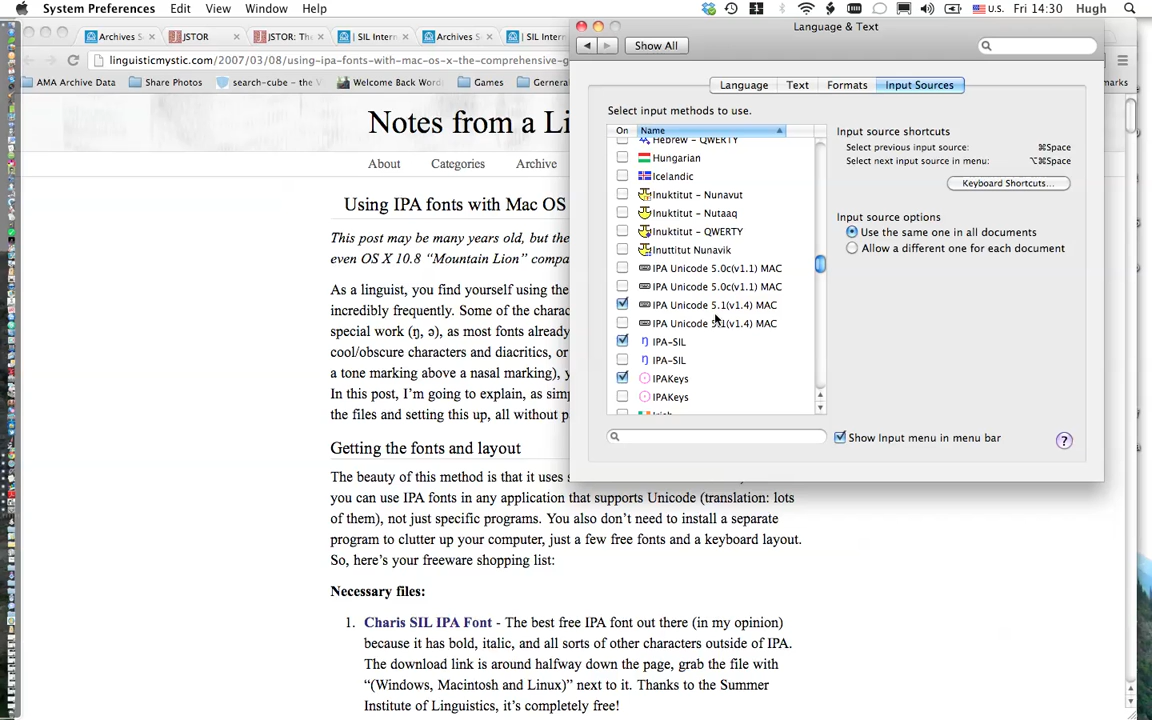 System Preferences Edit View Window Help
U.S. Fri 14:30 Hugh
Language & Text
Show All
Language Text Formats Input Sources
Select input methods to use.
On Name
Hebrew – QWERTY
Hungarian
Icelandic
Inuktitut – Nunavut
Inuktitut – Nutaaq
Inuktitut – QWERTY
Inuttitut Nunavik
IPA Unicode 5.0c(v1.1) MAC
IPA Unicode 5.0c(v1.1) MAC
IPA Unicode 5.1(v1.4) MAC
IPA Unicode 5.1(v1.4) MAC
IPA-SIL
IPA-SIL
IPAKeys
IPAKeys
Irish
Input source shortcuts
Select previous input source: ⌘Space
Select next input source in menu: ⌥⌘Space
Keyboard Shortcuts...
Input source options
Use the same one in all documents
Allow a different one for each document
Show Input menu in menu bar
?
Archives S JSTOR JSTOR: The SIL Intern Archives S SIL Inter
linguisticmystic.com/2007/03/08/using-ipa-fonts-with-mac-os-x-the-comprehensive-g
AMA Archive Data Share Photos search-cube – the V Welcome Back Word Games General marks
Notes from a Li
About Categories Archive
Using IPA fonts with Mac OS
This post may be many years old, but the
even OS X 10.8 “Mountain Lion” compa
As a linguist, you find yourself using the
incredibly frequently. Some of the charac
special work (ŋ, ə), as most fonts already
cool/obscure characters and diacritics, or
a tone marking above a nasal marking), y
In this post, I’m going to explain, as simp
the files and setting this up, all without p
Getting the fonts and layout
The beauty of this method is that it uses s
you can use IPA fonts in any application that supports Unicode (translation: lots
of them), not just specific programs. You also don’t need to install a separate
program to clutter up your computer, just a few free fonts and a keyboard layout.
So, here’s your freeware shopping list:
Necessary files:
1. Charis SIL IPA Font - The best free IPA font out there (in my opinion)
because it has bold, italic, and all sorts of other characters outside of IPA.
The download link is around halfway down the page, grab the file with
“(Windows, Macintosh and Linux)” next to it. Thanks to the Summer
Institute of Linguistics, it’s completely free!